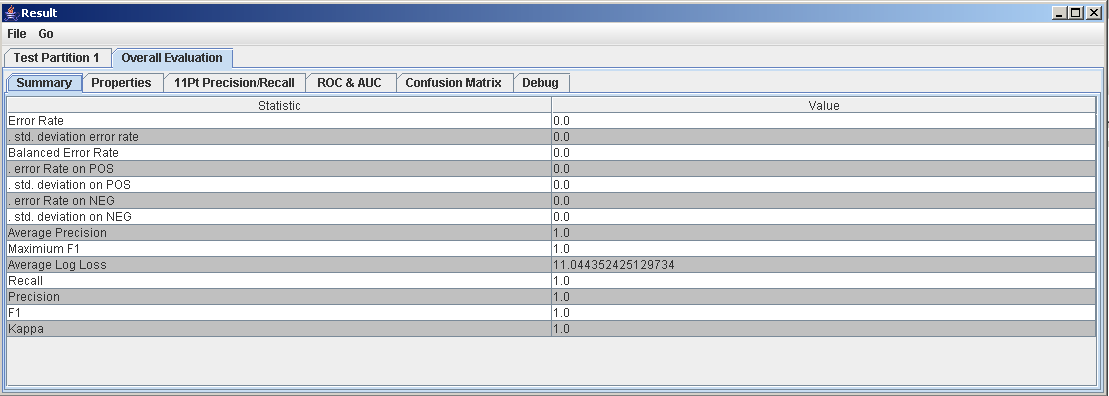 Result
File Go
Test Partition 1 Overall Evaluation
Summary Properties 11Pt Precision/Recall ROC & AUC Confusion Matrix Debug
Statistic Value
Error Rate 0.0
. std. deviation error rate 0.0
Balanced Error Rate 0.0
. error Rate on POS 0.0
. std. deviation on POS 0.0
. error Rate on NEG 0.0
. std. deviation on NEG 0.0
Average Precision 1.0
Maximium F1 1.0
Average Log Loss 11.044352425129734
Recall 1.0
Precision 1.0
F1 1.0
Kappa 1.0